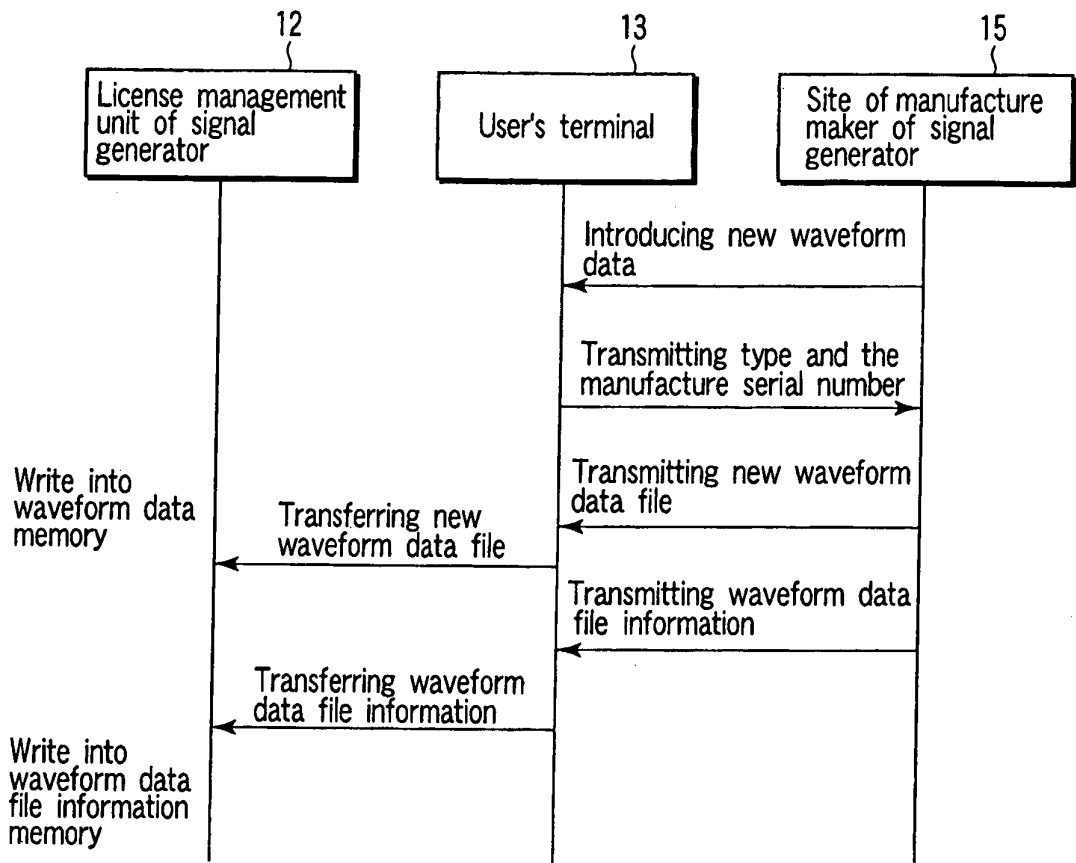 12
13
15
License management
unit of signal
generator
User's terminal
Site of manufacture
maker of signal
generator
Introducing new waveform
data
Transmitting type and the
manufacture serial number
Transmitting new waveform
data file
Write into
waveform data
memory
Transferring new
waveform data file
Transmitting waveform data
file information
Transferring waveform
data file information
Write into
waveform data
file information
memory